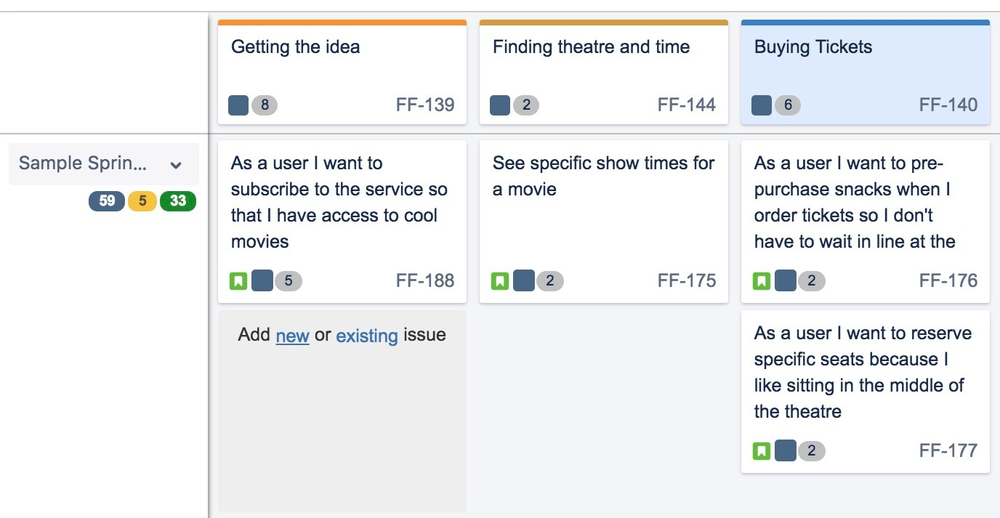 Getting the idea
8 FF-139
Finding theatre and time
2 FF-144
Buying Tickets
6 FF-140
Sample Sprin...
59 5 33
As a user I want to
subscribe to the service so
that I have access to cool
movies
5 FF-188
See specific show times for
a movie
2 FF-175
As a user I want to pre-
purchase snacks when I
order tickets so I don't
have to wait in line at the
2 FF-176
Add new or existing issue
As a user I want to reserve
specific seats because I
like sitting in the middle of
the theatre
2 FF-177